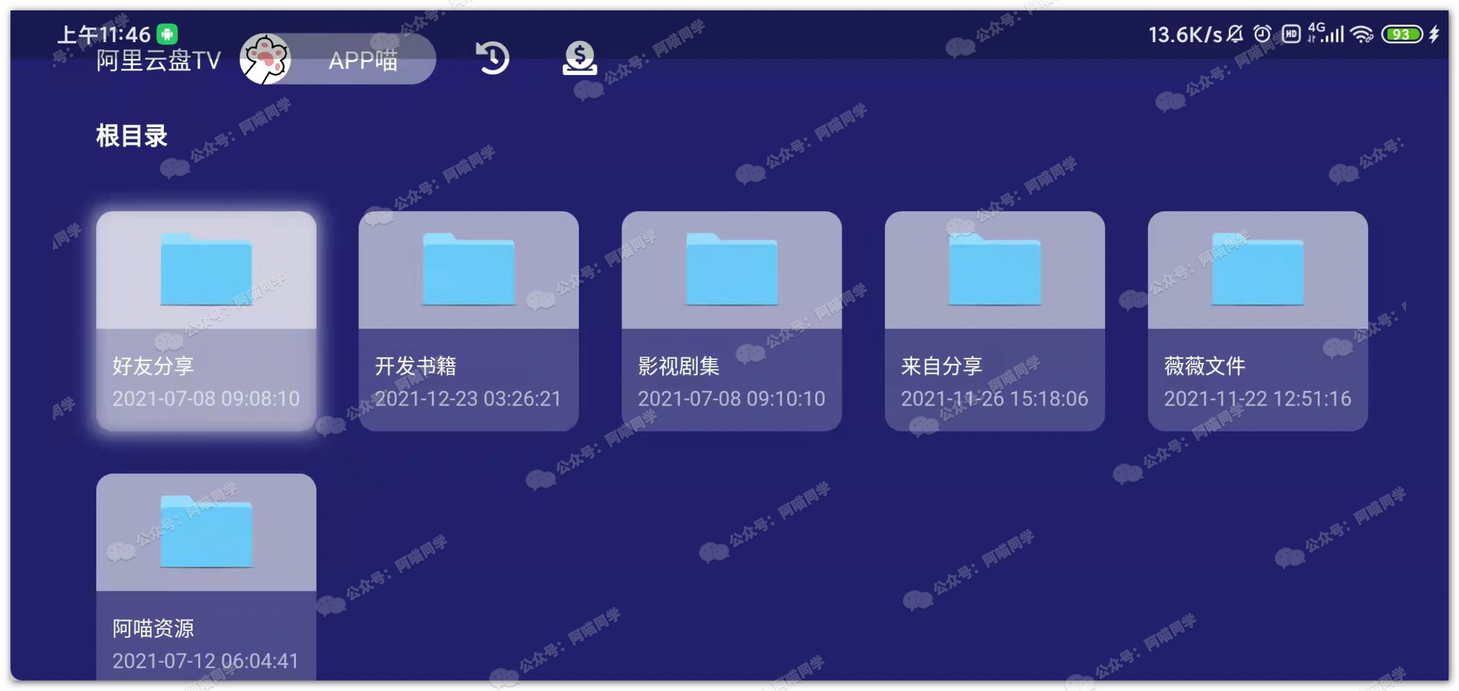 上午11:46
13.6K/s HD 4G 93
阿里云盘TV APP喵
根目录
好友分享
2021-07-08 09:08:10
开发书籍
2021-12-23 03:26:21
影视剧集
2021-07-08 09:10:10
来自分享
2021-11-26 15:18:06
薇薇文件
2021-11-22 12:51:16
阿喵资源
2021-07-12 06:04:41
公众号：阿喵同学